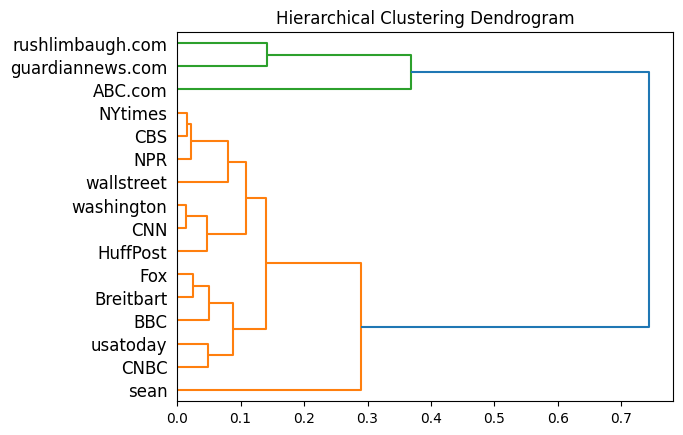 Hierarchical Clustering Dendrogram
rushlimbaugh.com
guardiannews.com
ABC.com
NYtimes
CBS
NPR
wallstreet
washington
CNN
HuffPost
Fox
Breitbart
BBC
usatoday
CNBC
sean
0.0 0.1 0.2 0.3 0.4 0.5 0.6 0.7